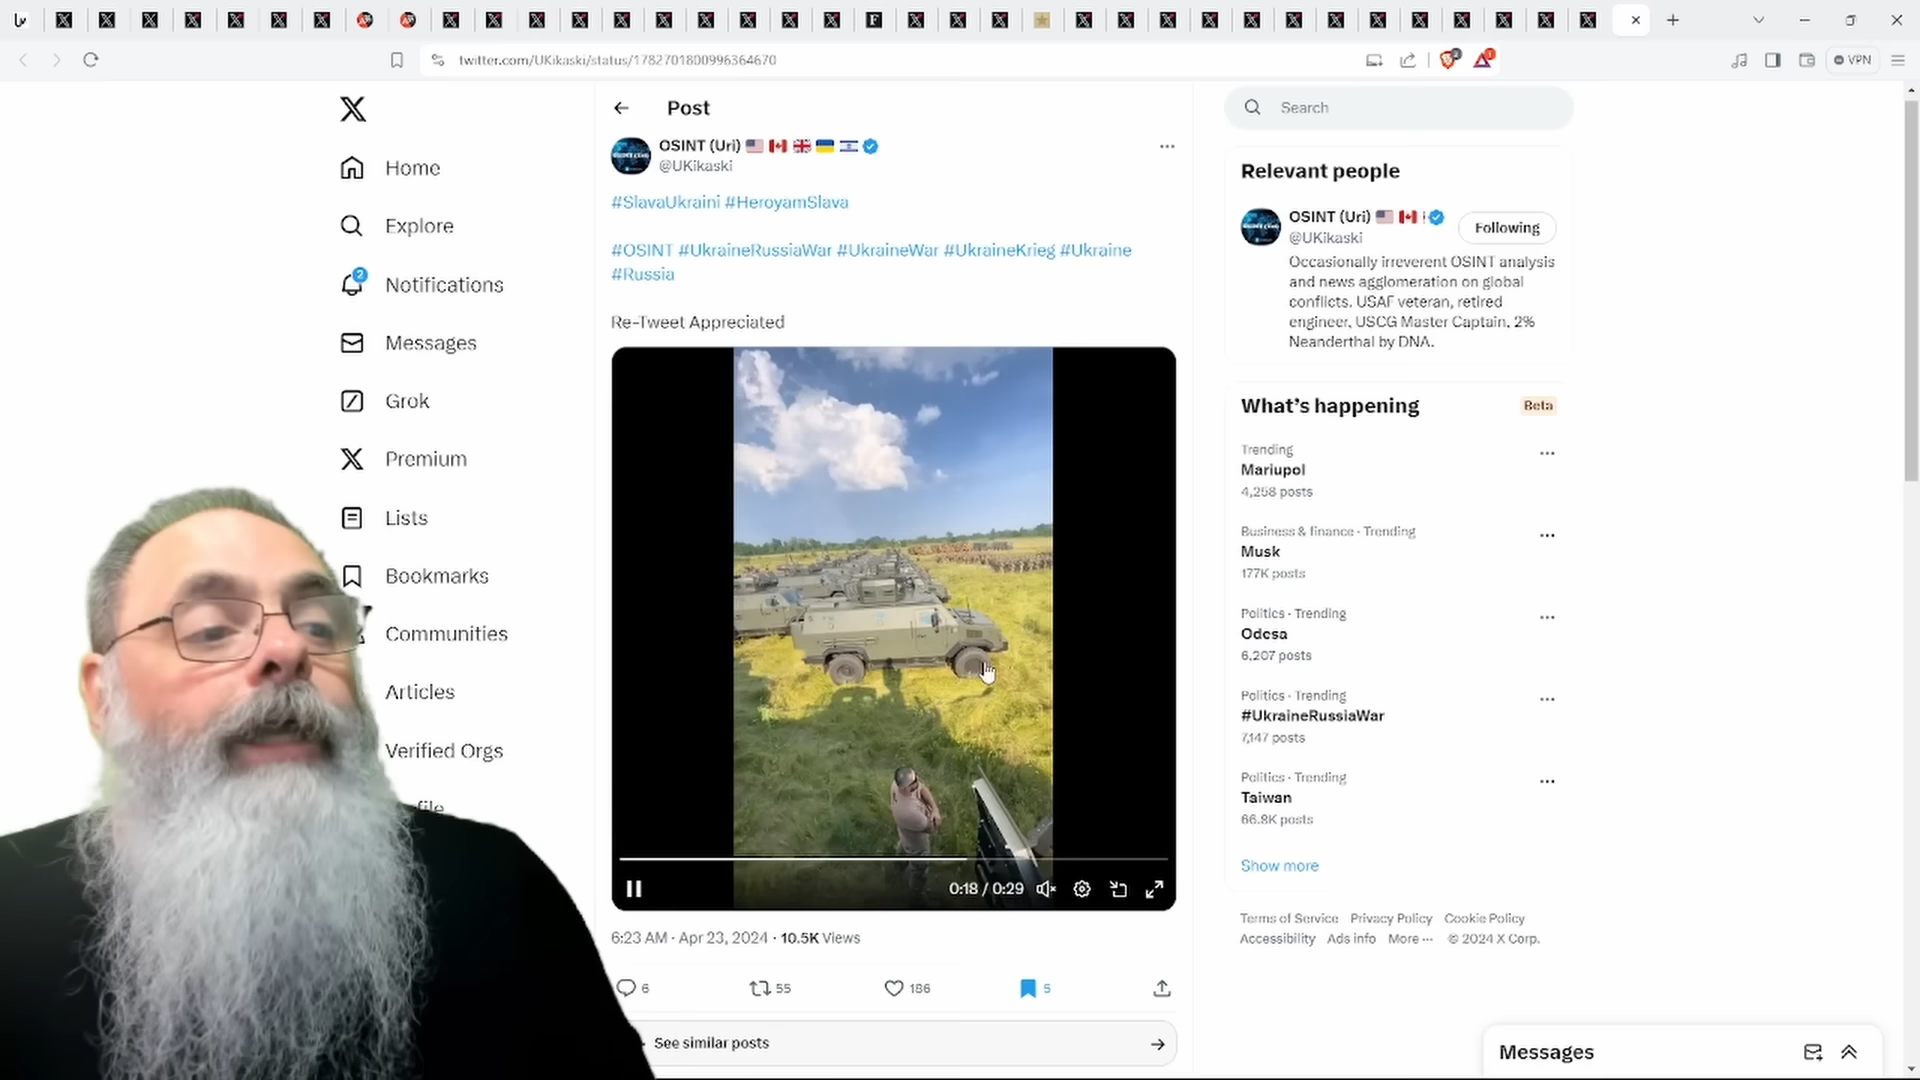 twitter.com/UKikaski/status/1782701800996364670
VPN
Home
Explore
2
Notifications
Messages
Grok
Premium
Lists
Bookmarks
Communities
Articles
Verified Orgs
Post
OSINT (Uri)
@UKikaski
#SlavaUkraini #HeroyamSlava
#OSINT #UkraineRussiaWar #UkraineWar #UkraineKrieg #Ukraine
#Russia
Re-Tweet Appreciated
0:18 / 0:29
6:23 AM · Apr 23, 2024 · 10.5K Views
6
55
186
5
See similar posts
Search
Relevant people
OSINT (Uri)
@UKikaski
Following
Occasionally irreverent OSINT analysis
and news agglomeration on global
conflicts. USAF veteran, retired
engineer, USCG Master Captain, 2%
Neanderthal by DNA.
What's happening
Beta
Trending
Mariupol
4,258 posts
Business & finance · Trending
Musk
177K posts
Politics · Trending
Odesa
6,207 posts
Politics · Trending
#UkraineRussiaWar
7,147 posts
Politics · Trending
Taiwan
66.8K posts
Show more
Terms of Service Privacy Policy Cookie Policy
Accessibility Ads info More ··· © 2024 X Corp.
Messages